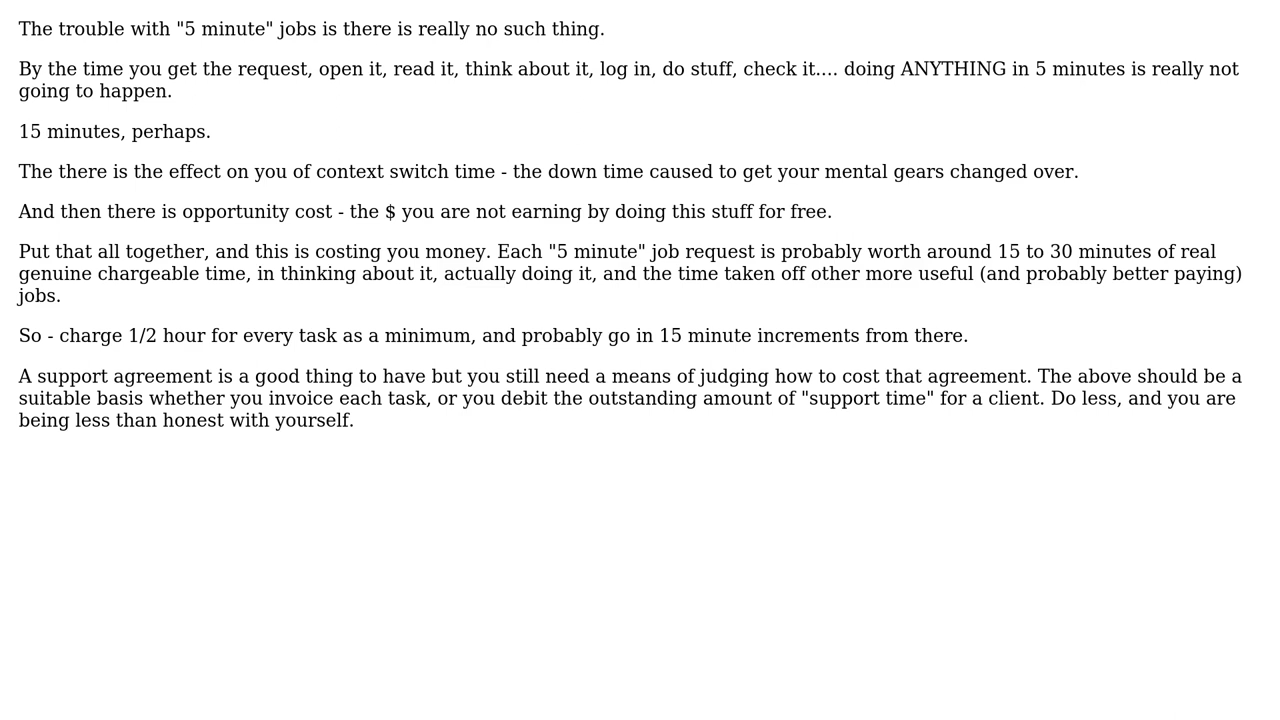 The trouble with "5 minute" jobs is there is really no such thing.
By the time you get the request, open it, read it, think about it, log in, do stuff, check it.... doing ANYTHING in 5 minutes is really not
going to happen.
15 minutes, perhaps.
The there is the effect on you of context switch time - the down time caused to get your mental gears changed over.
And then there is opportunity cost - the $ you are not earning by doing this stuff for free.
Put that all together, and this is costing you money. Each "5 minute" job request is probably worth around 15 to 30 minutes of real
genuine chargeable time, in thinking about it, actually doing it, and the time taken off other more useful (and probably better paying)
jobs.
So - charge 1/2 hour for every task as a minimum, and probably go in 15 minute increments from there.
A support agreement is a good thing to have but you still need a means of judging how to cost that agreement. The above should be a
suitable basis whether you invoice each task, or you debit the outstanding amount of "support time" for a client. Do less, and you are
being less than honest with yourself.